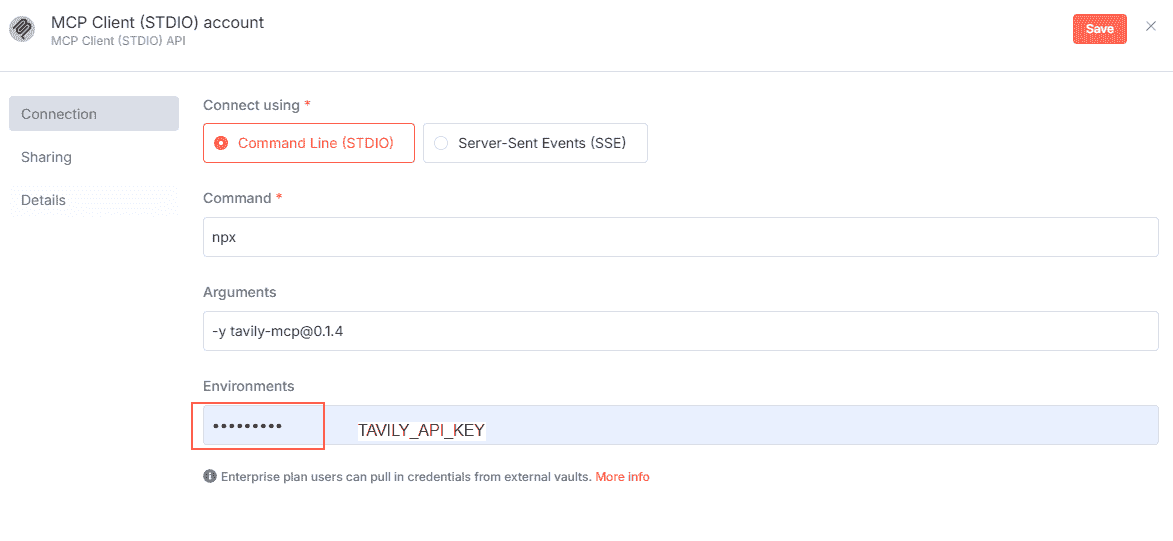 MCP Client (STDIO) account
MCP Client (STDIO) API
Save
Connection
Sharing
Details
Connect using *
Command Line (STDIO)
Server-Sent Events (SSE)
Command *
npx
Arguments
-y tavily-mcp@0.1.4
Environments
••••••••• TAVILY_API_KEY
Enterprise plan users can pull in credentials from external vaults. More info